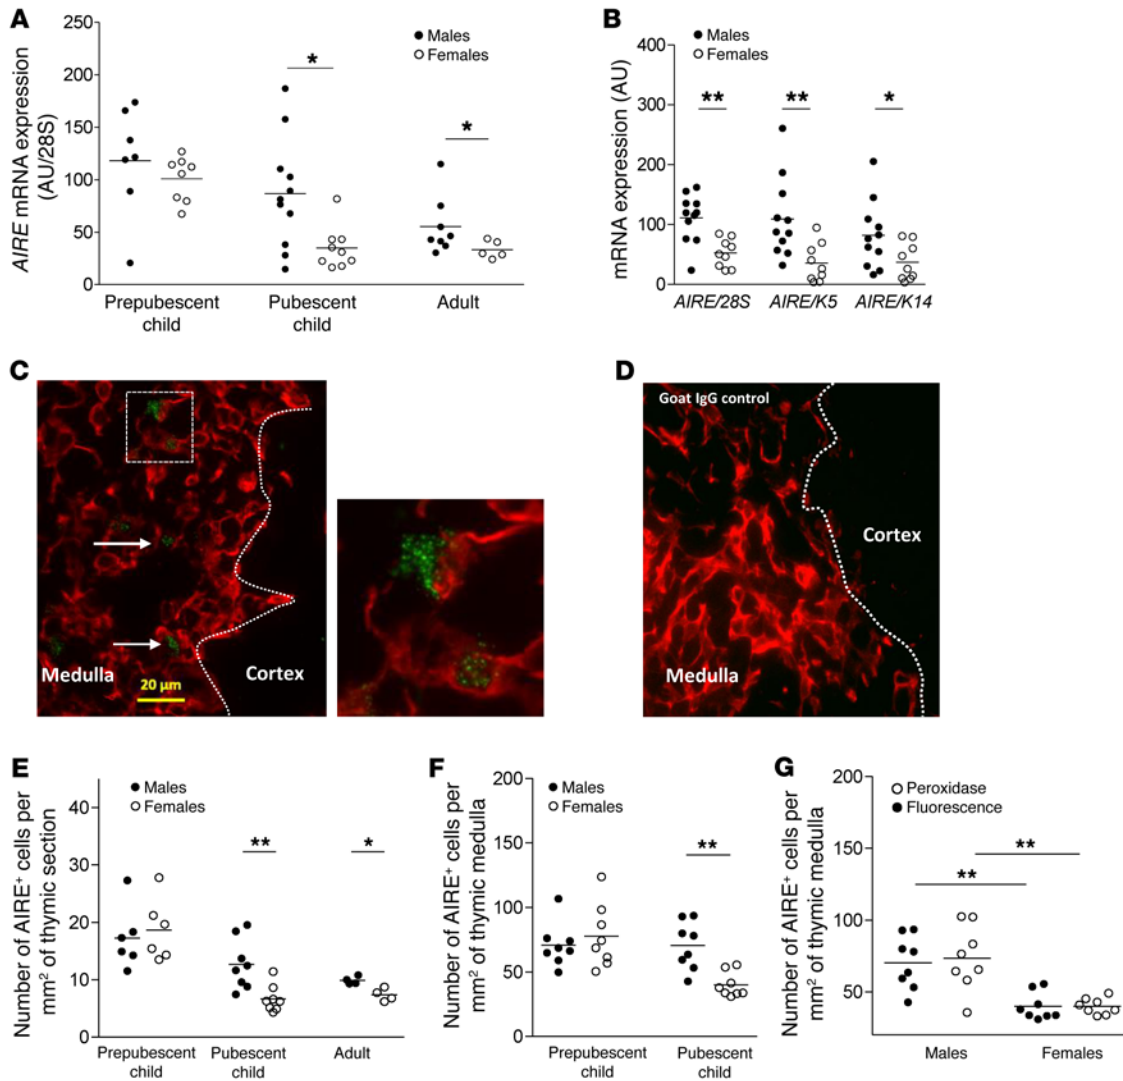 A
AIRE mRNA expression
(AU/28S)
250
200
150
100
50
0
Males
Females
*
*
Prepubescent
child
Pubescent
child
Adult
B
mRNA expression (AU)
400
300
200
100
0
Males
Females
**
**
*
AIRE/28S
AIRE/K5
AIRE/K14
C
Medulla
20 µm
Cortex
D
Goat IgG control
Cortex
Medulla
E
Number of AIRE+ cells per
mm2 of thymic section
40
30
20
10
0
Males
Females
**
*
Prepubescent
child
Pubescent
child
Adult
F
Number of AIRE+ cells per
mm2 of thymic medulla
200
150
100
50
0
Males
Females
**
Prepubescent
child
Pubescent
child
G
Number of AIRE+ cells per
mm2 of thymic medulla
200
150
100
50
Peroxidase
Fluorescence
**
**
Males
Females